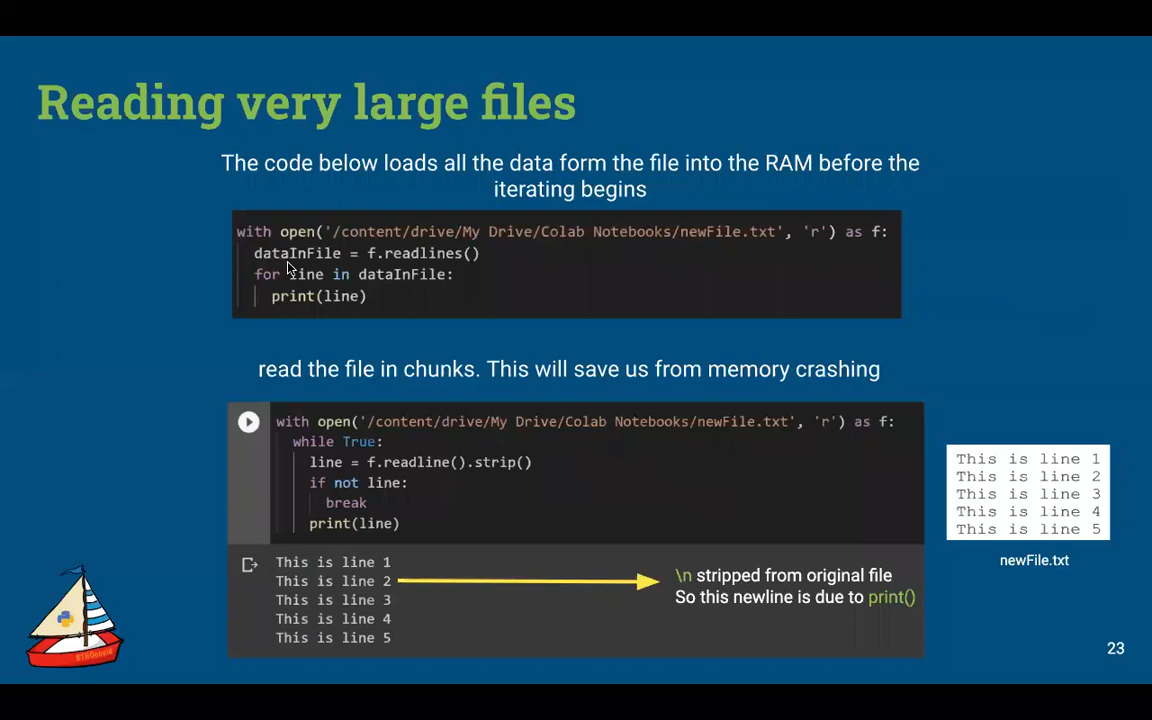 Reading very large files
The code below loads all the data form the file into the RAM before the
iterating begins
with open('/content/drive/My Drive/Colab Notebooks/newFile.txt', 'r') as f:
dataInFile = f.readlines()
for line in dataInFile:
print(line)
read the file in chunks. This will save us from memory crashing
with open('/content/drive/My Drive/Colab Notebooks/newFile.txt', 'r') as f:
while True:
line = f.readline().strip()
if not line:
break
print(line)
This is line 1
This is line 2
This is line 3
This is line 4
This is line 5
\n stripped from original file
So this newline is due to print()
This is line 1
This is line 2
This is line 3
This is line 4
This is line 5
newFile.txt
23